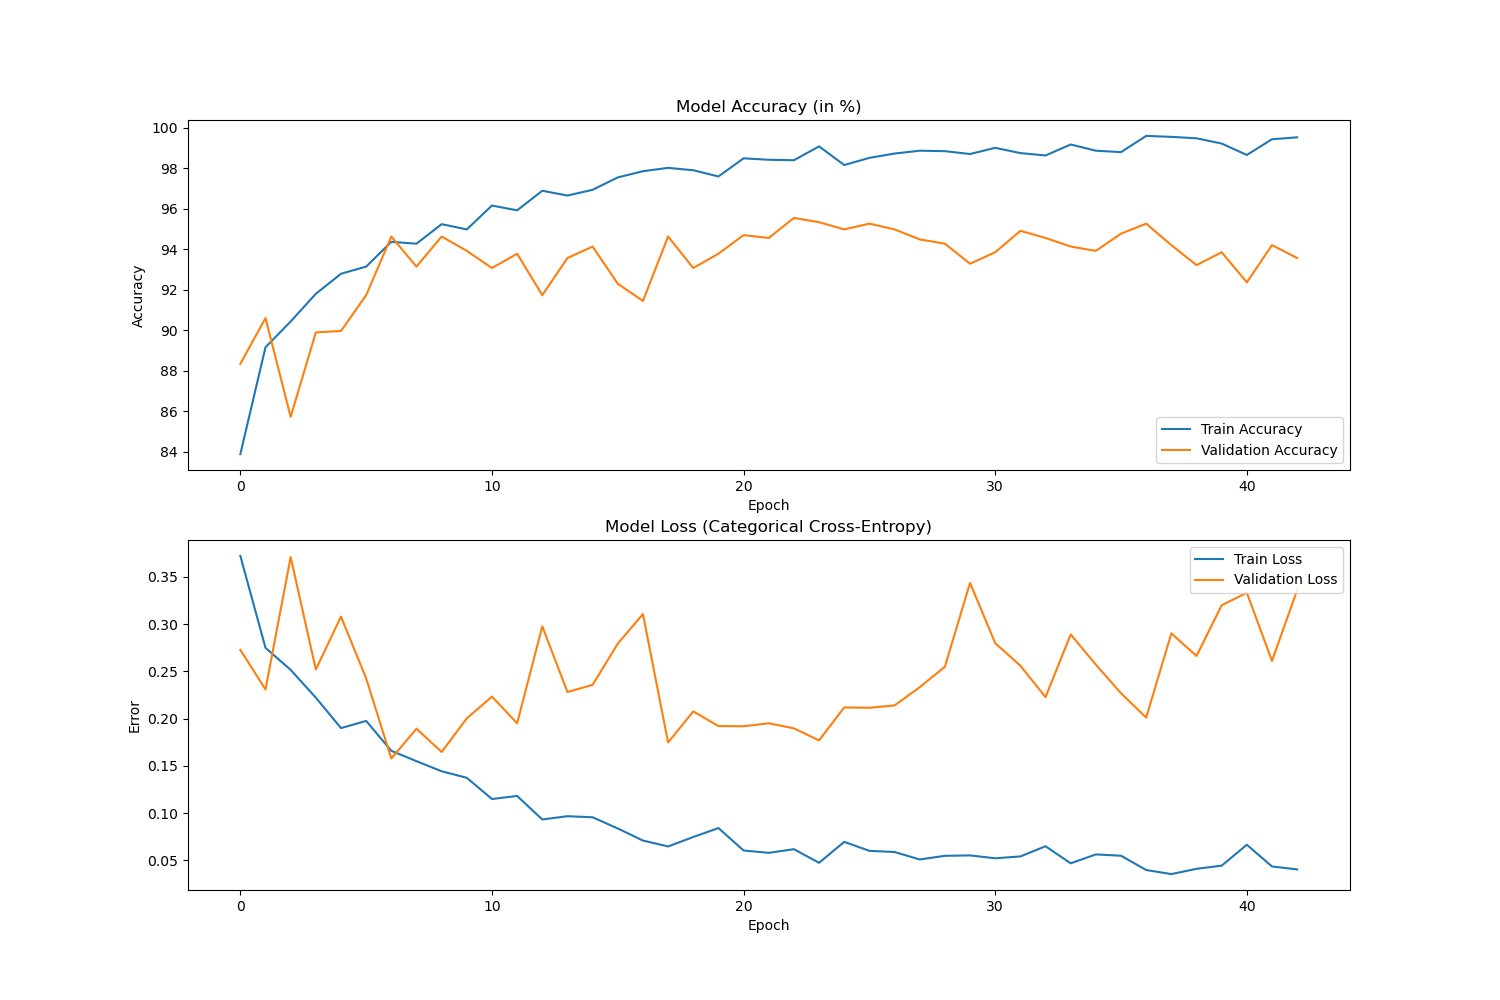 Model Accuracy (in %)
100
98
96
94
92
90
88
86
84
Accuracy
Train Accuracy
Validation Accuracy
0 10 20 30 40
Epoch
Model Loss (Categorical Cross-Entropy)
Train Loss
Validation Loss
0.35
0.30
0.25
0.20
0.15
0.10
0.05
Error
0 10 20 30 40
Epoch